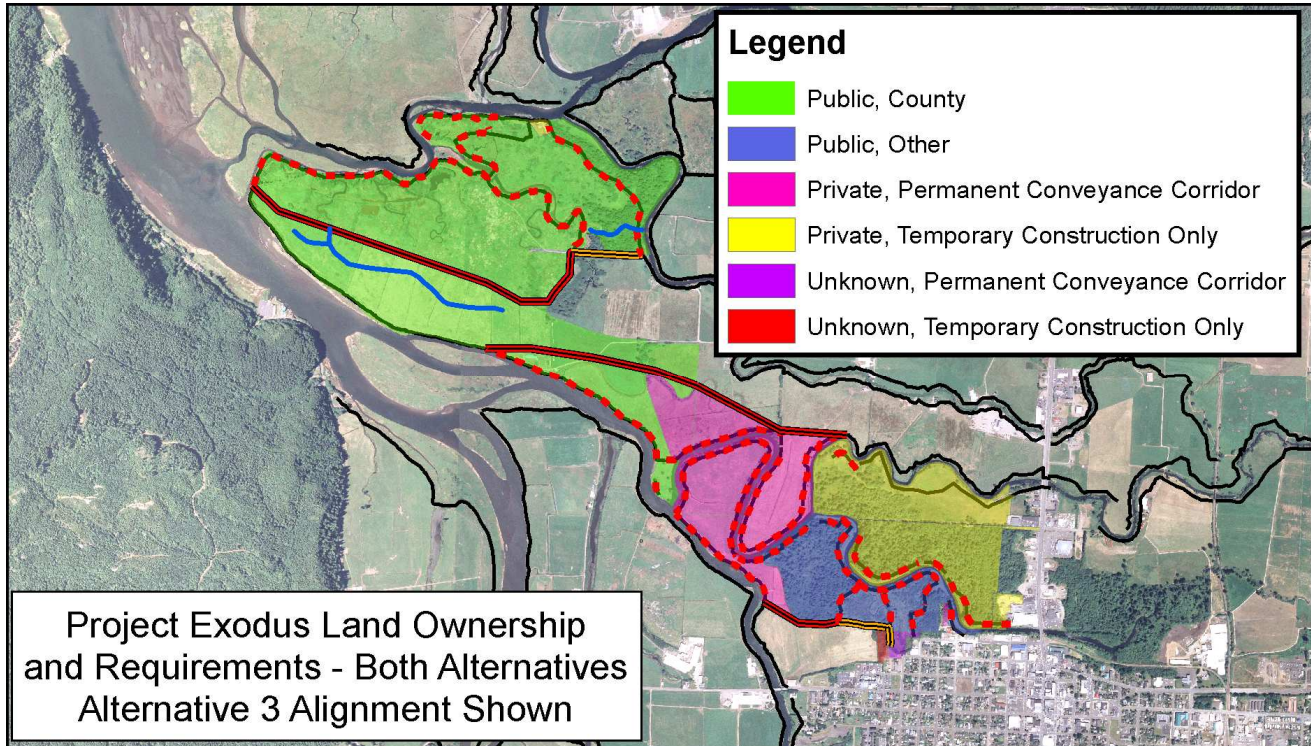 Legend
Public, County
Public, Other
Private, Permanent Conveyance Corridor
Private, Temporary Construction Only
Unknown, Permanent Conveyance Corridor
Unknown, Temporary Construction Only
Project Exodus Land Ownership
and Requirements - Both Alternatives
Alternative 3 Alignment Shown